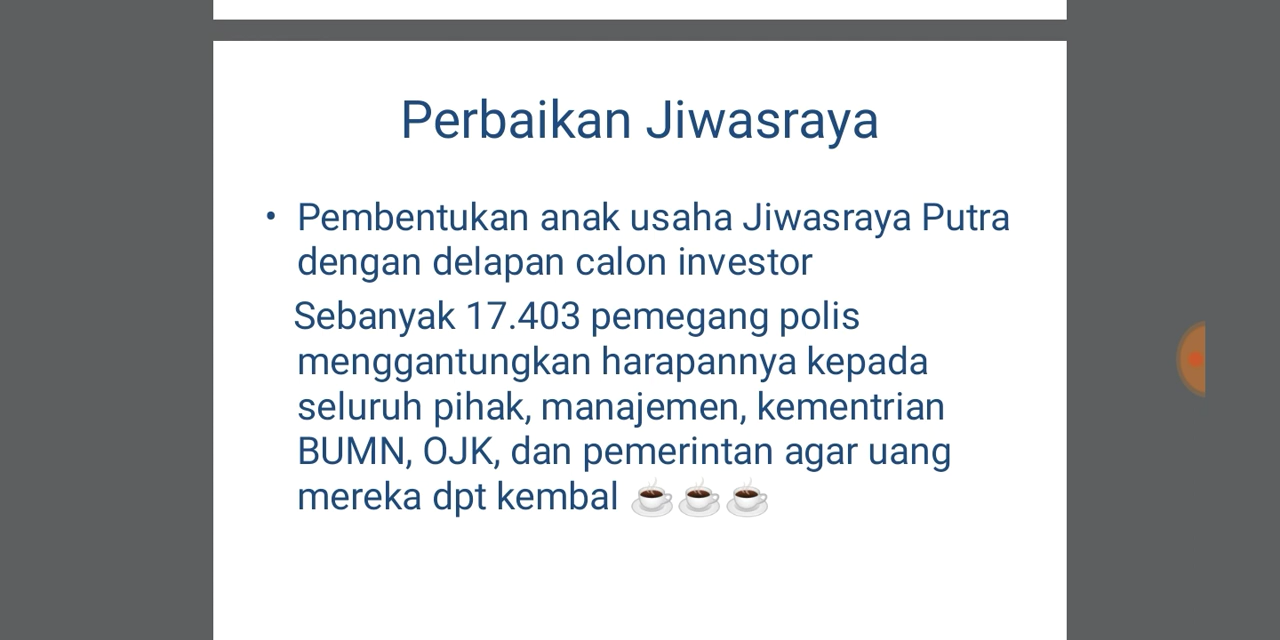 Perbaikan Jiwasraya
• Pembentukan anak usaha Jiwasraya Putra
dengan delapan calon investor
Sebanyak 17.403 pemegang polis
menggantungkan harapannya kepada
seluruh pihak, manajemen, kementrian
BUMN, OJK, dan pemerintan agar uang
mereka dpt kembal ☕☕☕